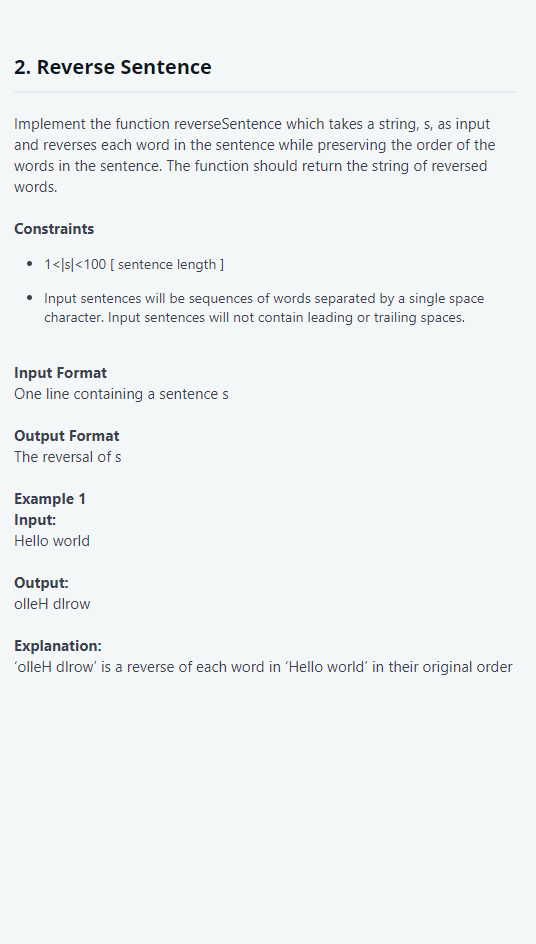 2. Reverse Sentence
Implement the function reverseSentence which takes a string, s, as input
and reverses each word in the sentence while preserving the order of the
words in the sentence. The function should return the string of reversed
words.
Constraints
• 1<|s|<100 [ sentence length ]
• Input sentences will be sequences of words separated by a single space
character. Input sentences will not contain leading or trailing spaces.
Input Format
One line containing a sentence s
Output Format
The reversal of s
Example 1
Input:
Hello world
Output:
olleH dlrow
Explanation:
‘olleH dlrow’ is a reverse of each word in ‘Hello world’ in their original order